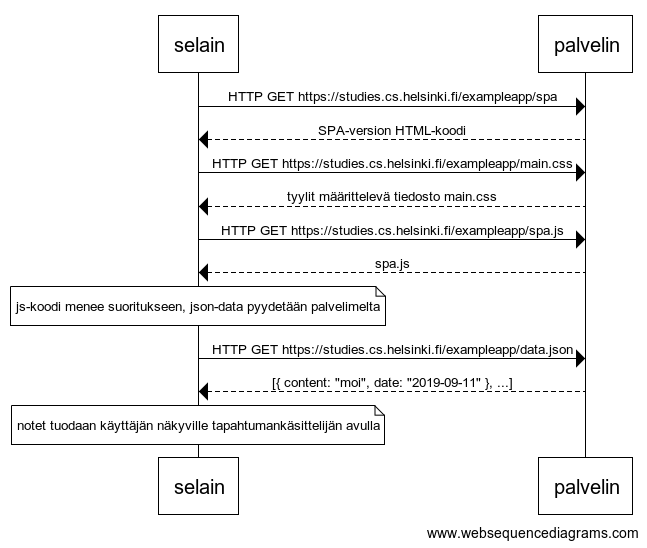 selain
palvelin
HTTP GET https://studies.cs.helsinki.fi/exampleapp/spa
SPA-version HTML-koodi
HTTP GET https://studies.cs.helsinki.fi/exampleapp/main.css
tyylit määrittelevä tiedosto main.css
HTTP GET https://studies.cs.helsinki.fi/exampleapp/spa.js
spa.js
js-koodi menee suoritukseen, json-data pyydetään palvelimelta
HTTP GET https://studies.cs.helsinki.fi/exampleapp/data.json
[{ content: "moi", date: "2019-09-11" }, ...]
notet tuodaan käyttäjän näkyville tapahtumankäsittelijän avulla
selain
palvelin
www.websequencediagrams.com